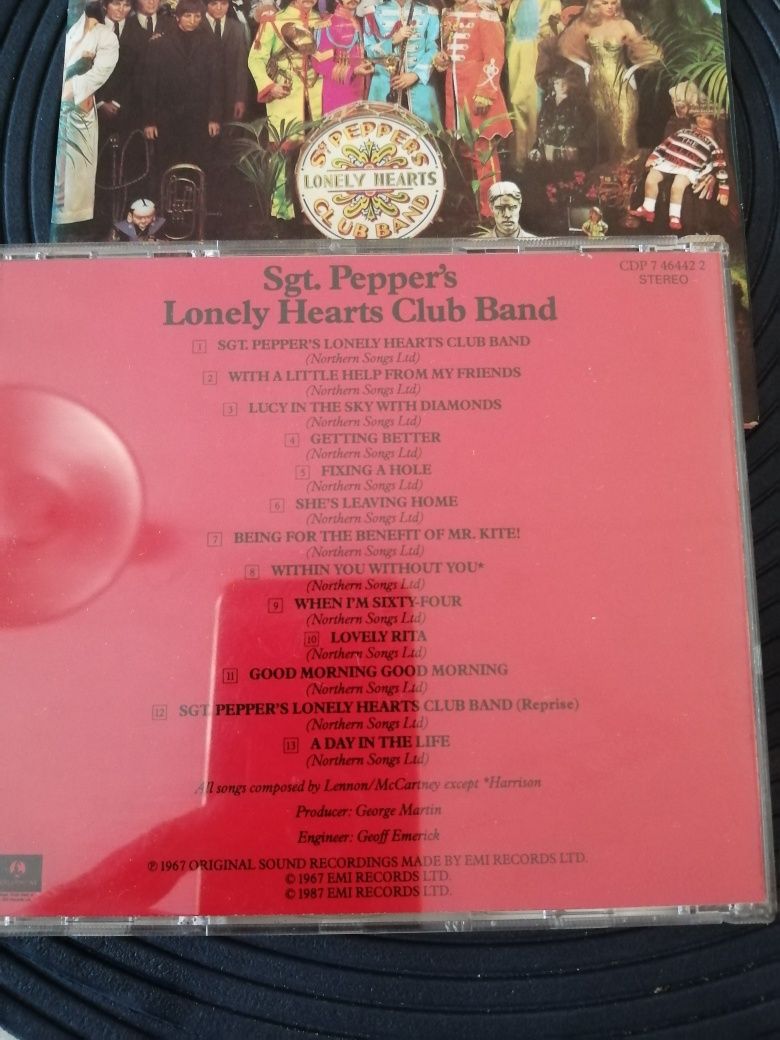 SGT. PEPPER'S
LONELY HEARTS
CLUB BAND
WELCOME THE
CDP 7 46442 2
STEREO
Sgt. Pepper's
Lonely Hearts Club Band
1 SGT. PEPPER'S LONELY HEARTS CLUB BAND
(Northern Songs Ltd)
2 WITH A LITTLE HELP FROM MY FRIENDS
(Northern Songs Ltd)
3 LUCY IN THE SKY WITH DIAMONDS
(Northern Songs Ltd)
4 GETTING BETTER
(Northern Songs Ltd)
5 FIXING A HOLE
(Northern Songs Ltd)
6 SHE'S LEAVING HOME
(Northern Songs Ltd)
7 BEING FOR THE BENEFIT OF MR. KITE!
(Northern Songs Ltd)
8 WITHIN YOU WITHOUT YOU*
(Northern Songs Ltd)
9 WHEN I'M SIXTY-FOUR
(Northern Songs Ltd)
10 LOVELY RITA
(Northern Songs Ltd)
11 GOOD MORNING GOOD MORNING
(Northern Songs Ltd)
12 SGT. PEPPER'S LONELY HEARTS CLUB BAND (Reprise)
(Northern Songs Ltd)
13 A DAY IN THE LIFE
(Northern Songs Ltd)
All songs composed by Lennon/McCartney except *Harrison
Producer: George Martin
Engineer: Geoff Emerick
℗ 1967 ORIGINAL SOUND RECORDINGS MADE BY EMI RECORDS LTD.
© 1967 EMI RECORDS LTD.
© 1987 EMI RECORDS LTD.